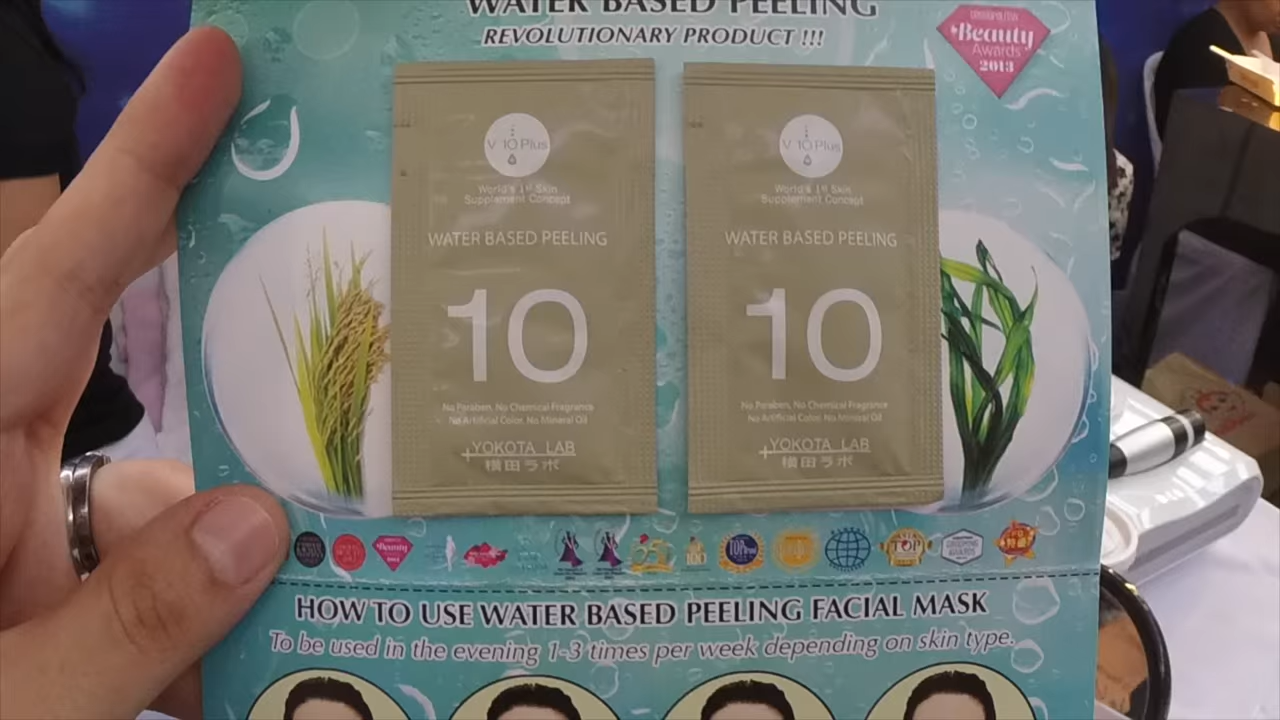 WATER BASED PEELING
REVOLUTIONARY PRODUCT !!!
Beauty
Awards
2013
V 10 Plus
World's 1st Skin
Supplement Concept
WATER BASED PEELING
10
No Paraben, No Chemical Fragrance
No Artificial Color, No Mineral Oil
YOKOTA LAB
横田ラボ
V 10 Plus
World's 1st Skin
Supplement Concept
WATER BASED PEELING
10
No Paraben, No Chemical Fragrance
No Artificial Color, No Mineral Oil
YOKOTA LAB
横田ラボ
Beauty
TOP
TOP
HOW TO USE WATER BASED PEELING FACIAL MASK
To be used in the evening 1-3 times per week depending on skin type.